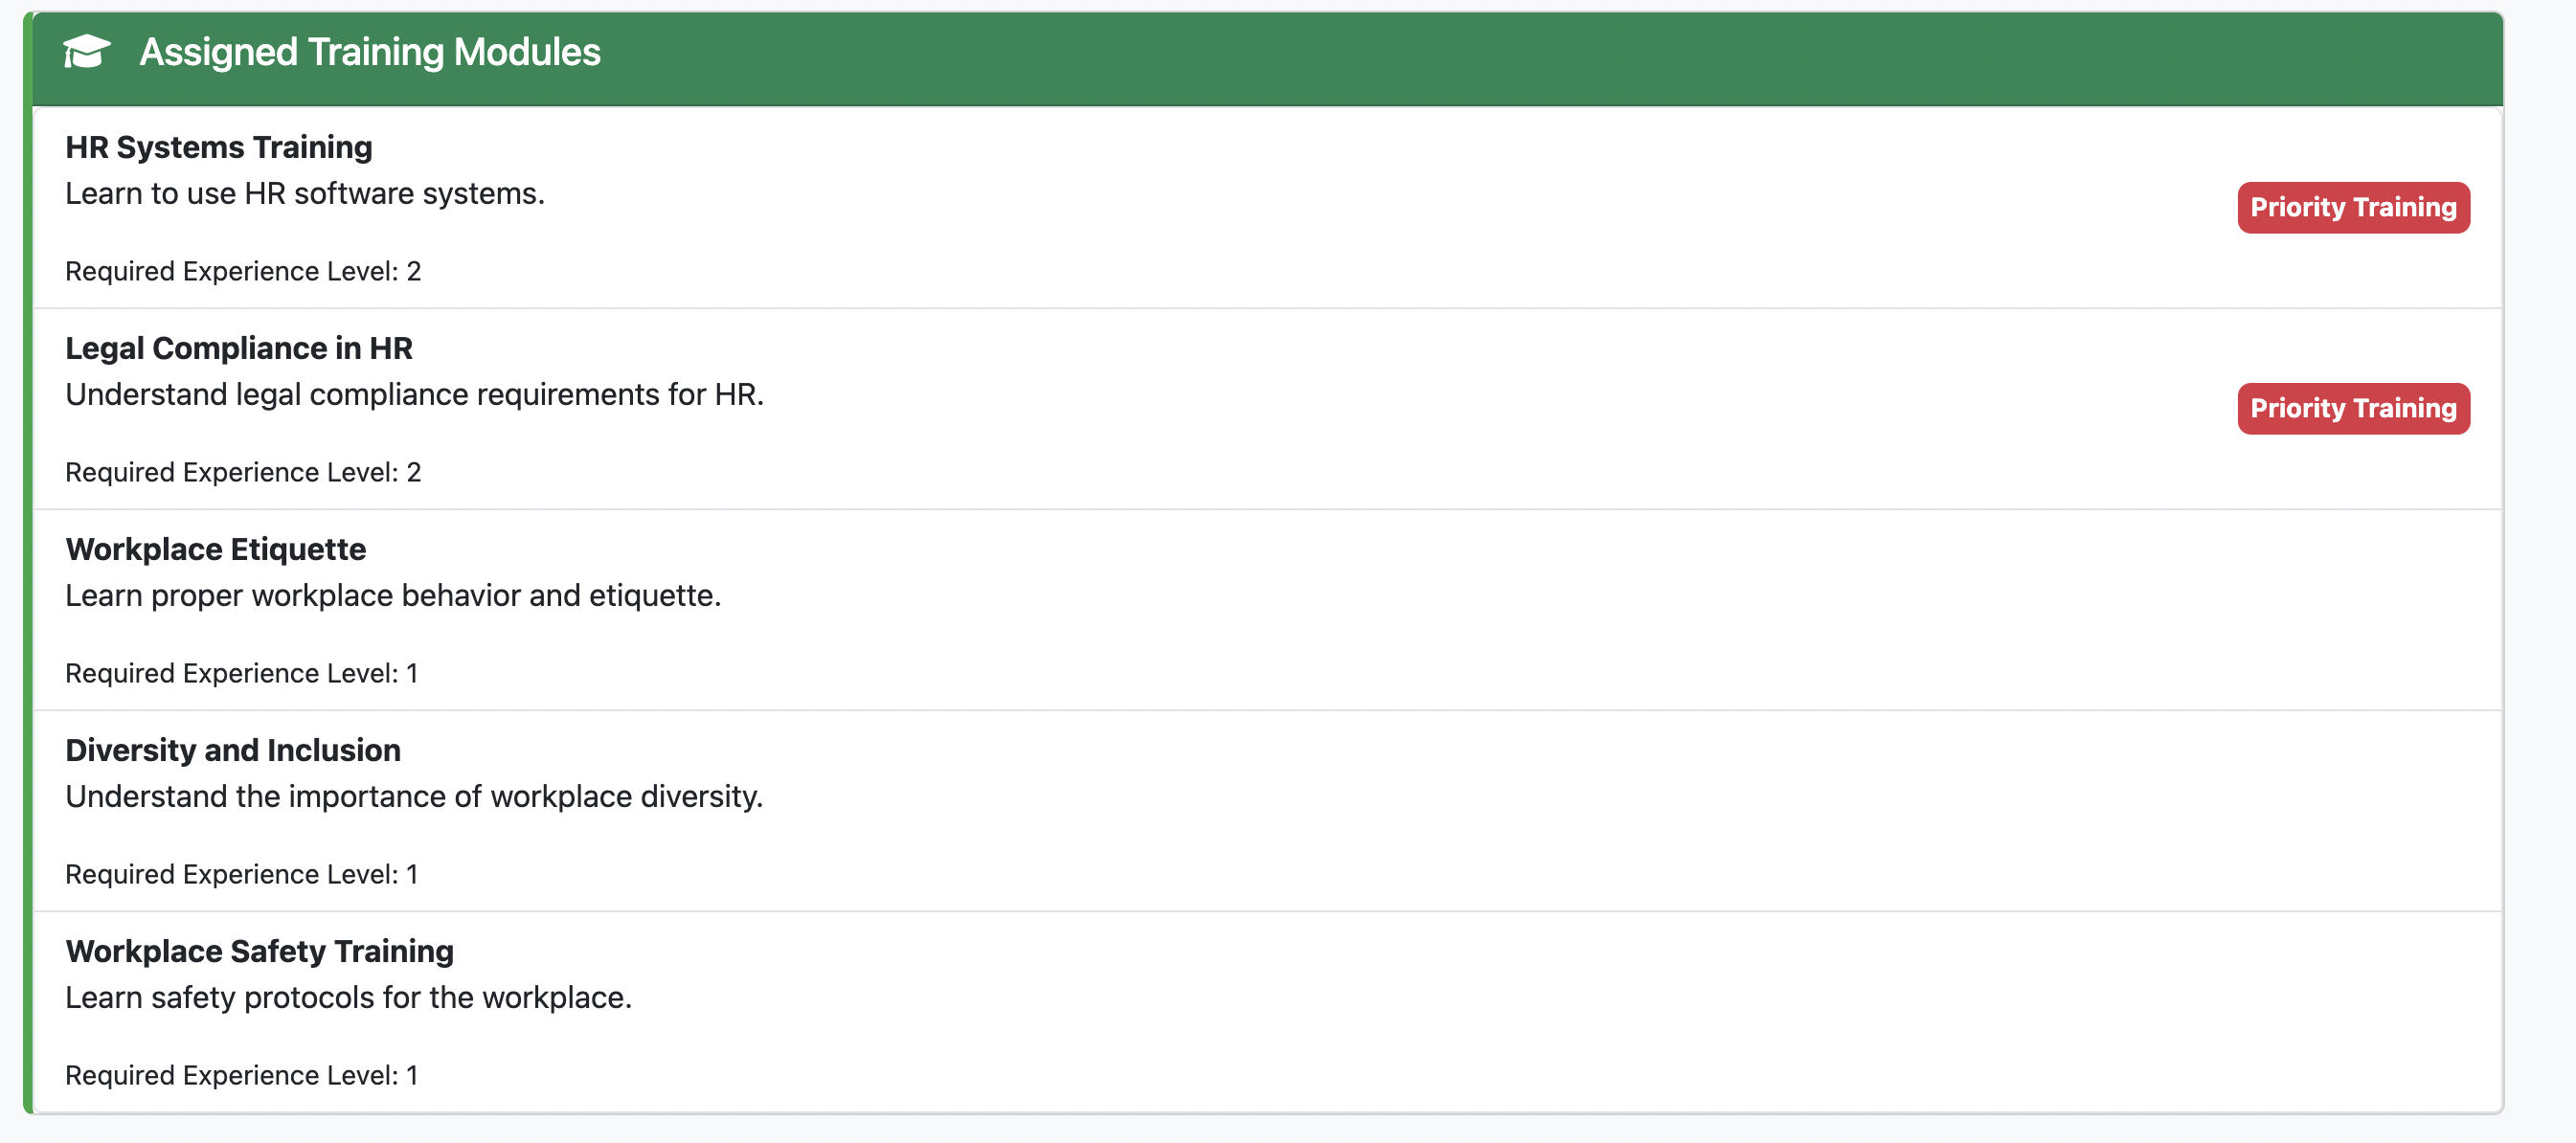 Assigned Training Modules
HR Systems Training
Learn to use HR software systems.
Priority Training
Required Experience Level: 2
Legal Compliance in HR
Understand legal compliance requirements for HR.
Priority Training
Required Experience Level: 2
Workplace Etiquette
Learn proper workplace behavior and etiquette.
Required Experience Level: 1
Diversity and Inclusion
Understand the importance of workplace diversity.
Required Experience Level: 1
Workplace Safety Training
Learn safety protocols for the workplace.
Required Experience Level: 1